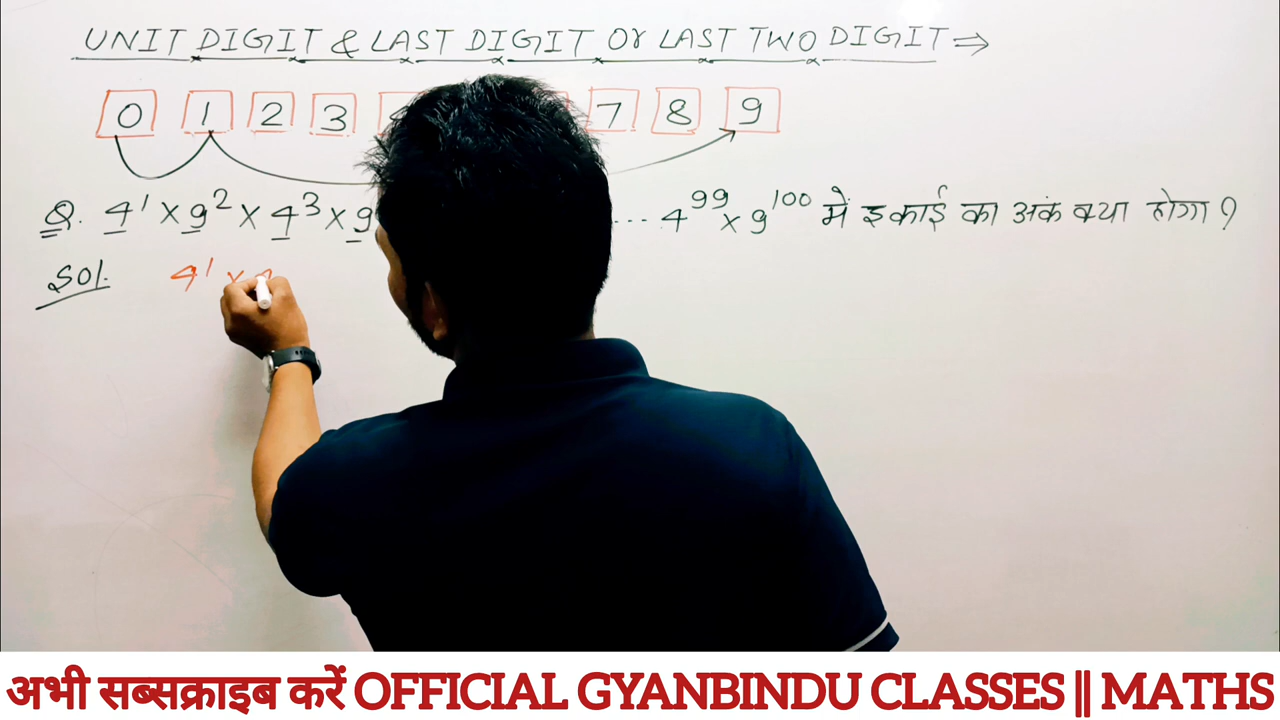 UNIT DIGIT & LAST DIGIT Or LAST TWO DIGIT ⇒
0 1 2 3 7 8 9
Q. 4¹ × 9² × 4³ × 9 ... 4⁹⁹ × 9¹⁰⁰ में इकाई का अंक क्या होगा ?
Sol. 4¹ ×
अभी सब्सक्राइब करें OFFICIAL GYANBINDU CLASSES || MATHS